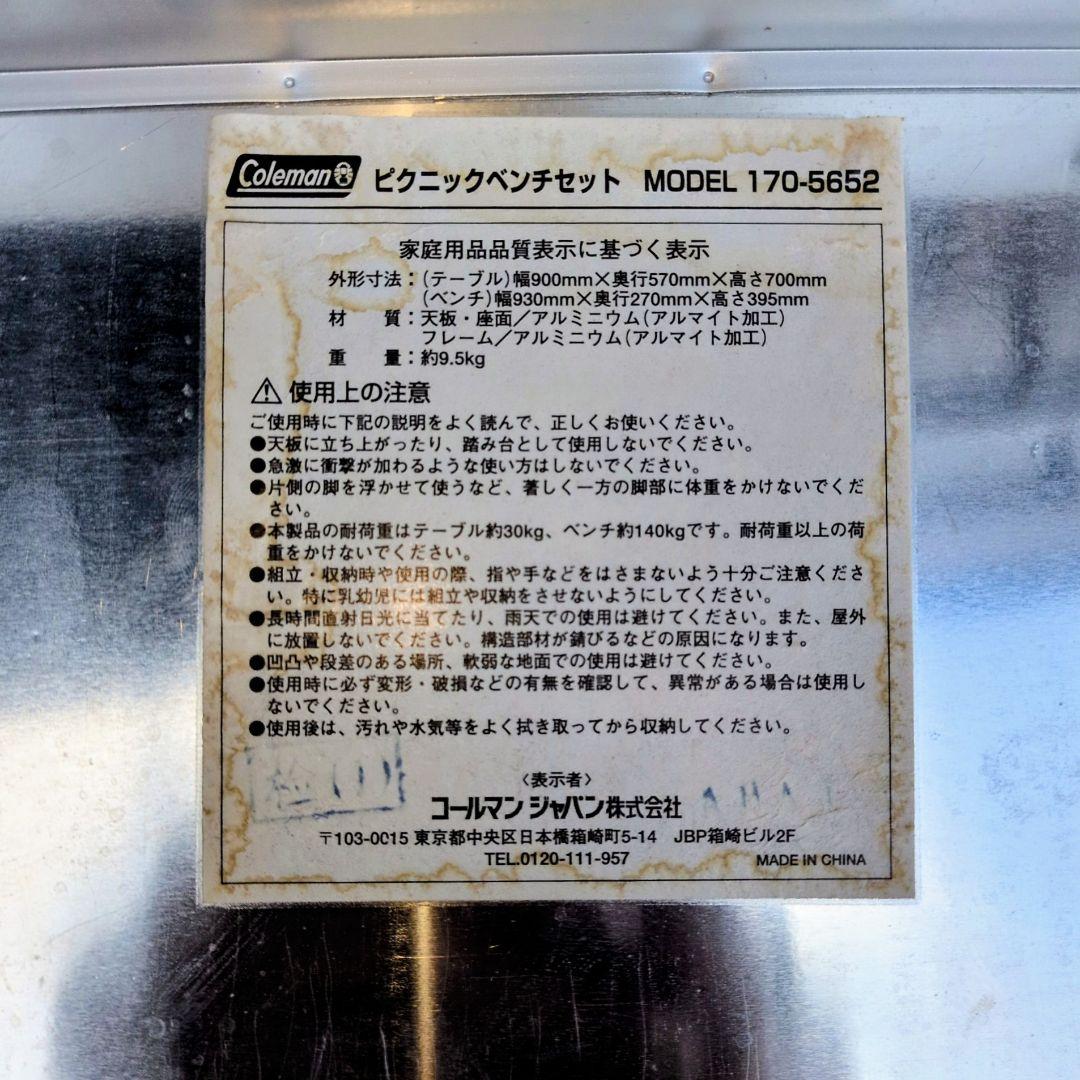 Coleman ピクニックベンチセット MODEL 170-5652
家庭用品品質表示に基づく表示
外形寸法：(テーブル)幅900mm×奥行570mm×高さ700mm
(ベンチ)幅930mm×奥行270mm×高さ395mm
材　質：天板・座面／アルミニウム(アルマイト加工)
フレーム／アルミニウム(アルマイト加工)
重　量：約9.5kg
⚠使用上の注意
ご使用時に下記の説明をよく読んで、正しくお使いください。
●天板に立ち上がったり、踏み台として使用しないでください。
●急激に衝撃が加わるような使い方はしないでください。
●片側の脚を浮かせて使うなど、著しく一方の脚部に体重をかけないでくだ
さい。
●本製品の耐荷重はテーブル約30kg、ベンチ約140kgです。耐荷重以上の荷
重をかけないでください。
●組立・収納時や使用の際、指や手などをはさまないよう十分ご注意くださ
い。特に乳幼児には組立や収納をさせないようにしてください。
●長時間直射日光に当てたり、雨天での使用は避けてください。また、屋外
に放置しないでください。構造部材が錆びるなどの原因になります。
●凹凸や段差のある場所、軟弱な地面での使用は避けてください。
●使用時に必ず変形・破損などの有無を確認して、異常がある場合は使用し
ないでください。
●使用後は、汚れや水気等をよく拭き取ってから収納してください。
〈表示者〉
コールマン ジャパン株式会社
〒103-0015 東京都中央区日本橋箱崎町5-14　JBP箱崎ビル2F
TEL.0120-111-957
MADE IN CHINA